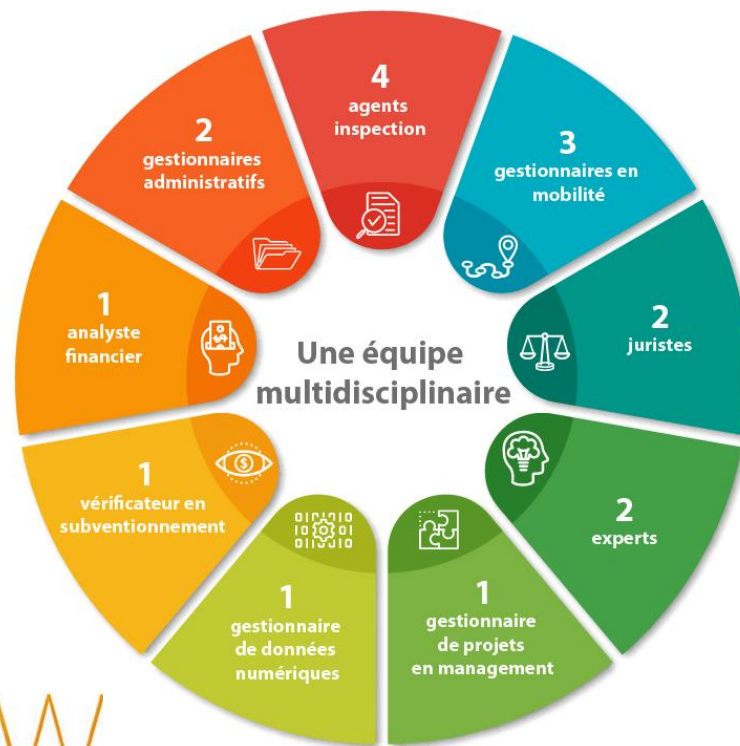 4
agents
inspection
3
gestionnaires en
mobilité
2
juristes
2
experts
1
gestionnaire
de projets
en management
1
gestionnaire
de données
numériques
1
vérificateur en
subventionnement
1
analyste
financier
2
gestionnaires
administratifs
Une équipe
multidisciplinaire